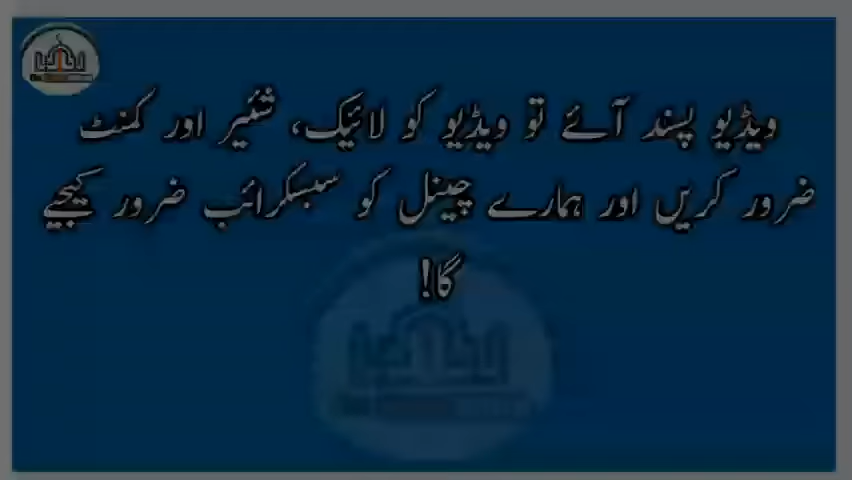 ویڈیو پسند آئے تو ویڈیو کو لائیک، شئیر اور کمنٹ
ضرور کریں اور ہمارے چینل کو سبسکرائب ضرور کیجیے
گا!